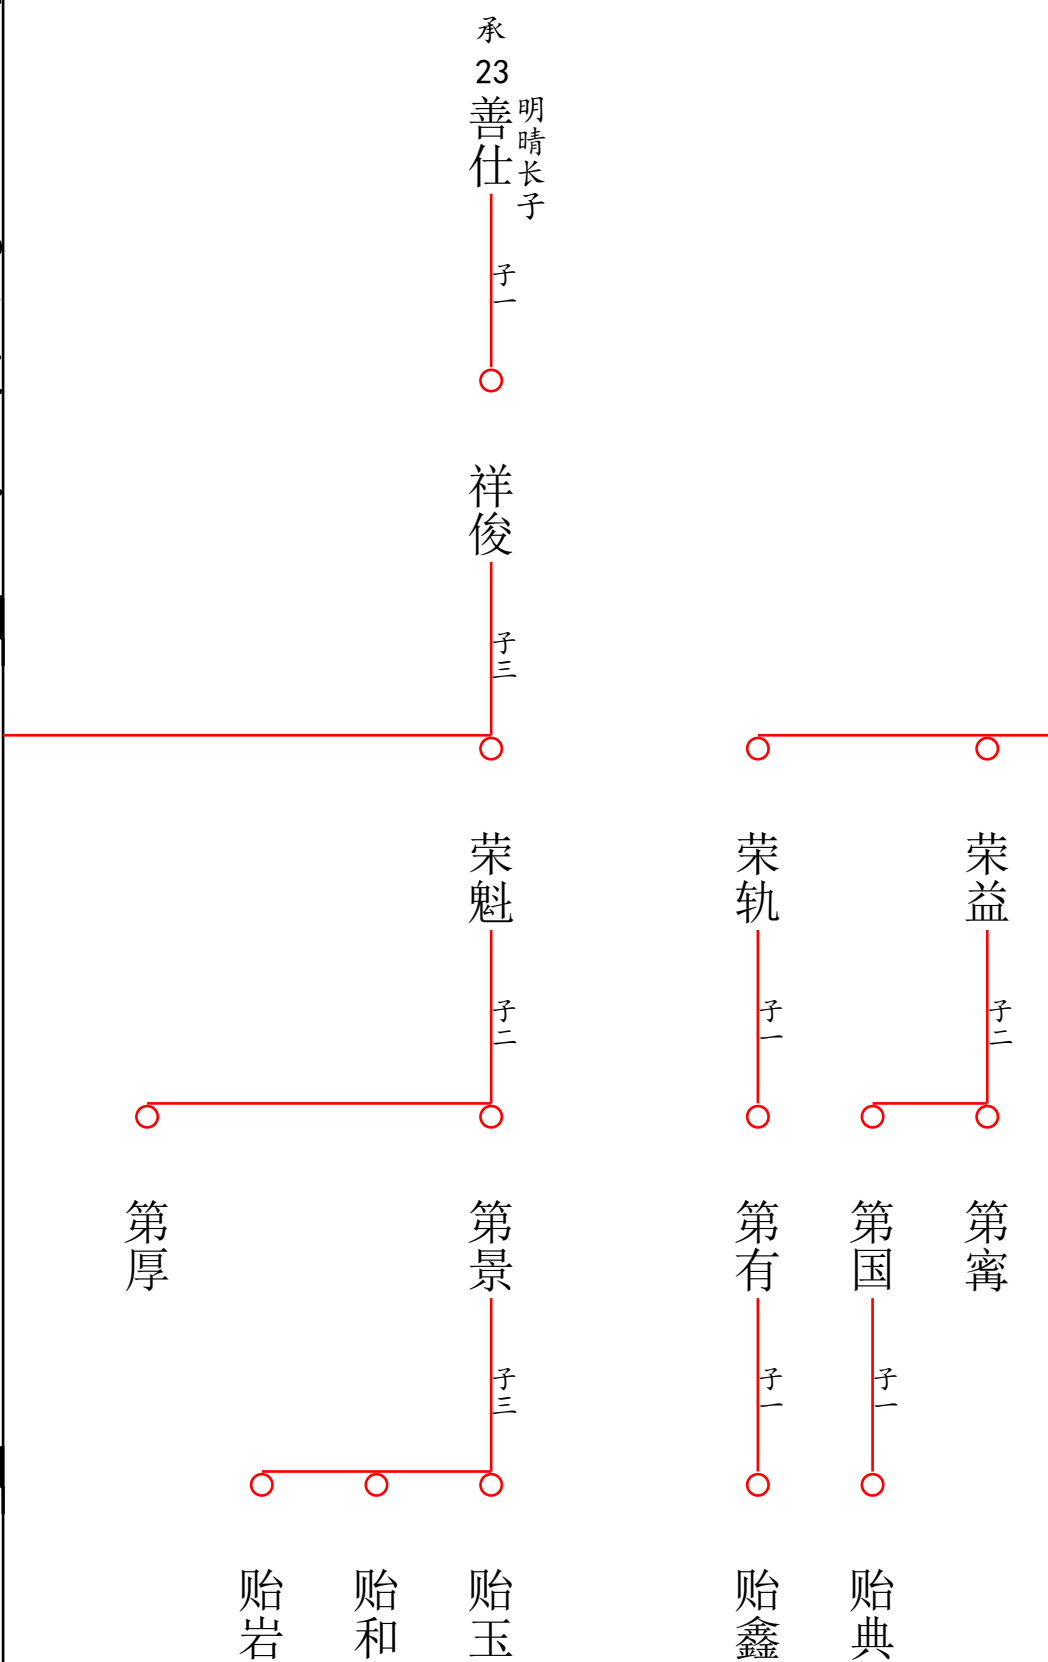 承
23
善仕
明晴长子
子一
祥俊
子三
荣益
荣轨
荣魁
子二
子一
子二
第寗
第国
第有
第景
第厚
子一
子一
子三
贻典
贻鑫
贻玉
贻和
贻岩